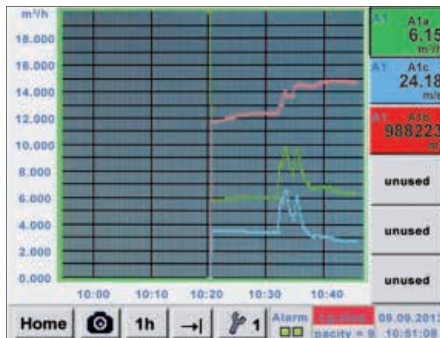 m³/h
18.000
16.000
14.000
12.000
10.000
8.000
6.000
4.000
2.000
0.000
10:00 10:10 10:20 10:30 10:40
A1 A1a
6.15
m³/h
A1 A1c
24.18
m/s
A1 A1b
988223
m³
unused
unused
unused
Home 1h →| 1
Alarm
pacity = 9
09.09.2013
10:51:08